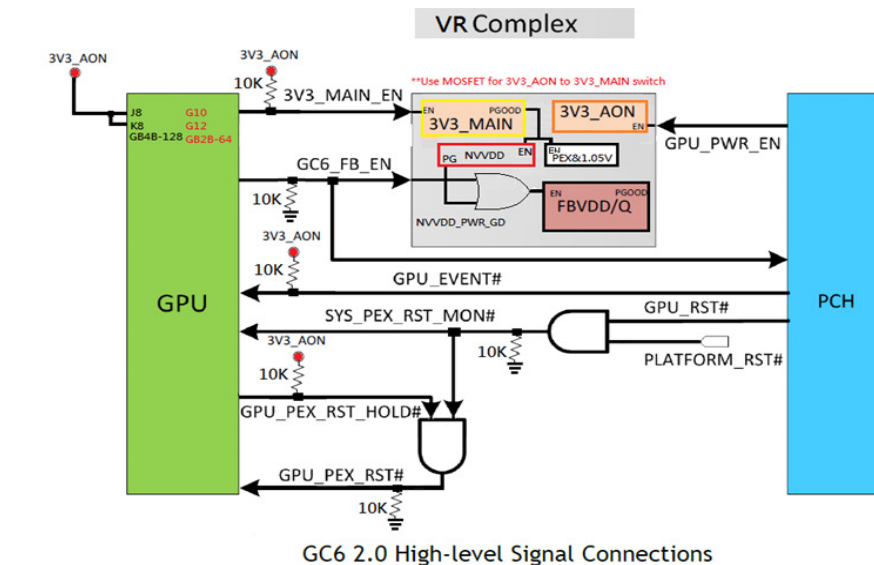 VR Complex
3V3_AON
3V3_AON
10K
3V3_MAIN_EN
**Use MOSFET for 3V3_AON to 3V3_MAIN switch
J8 G10
K8 G12
GB4B-128 GB2B-64
EN PGOOD
3V3_MAIN
3V3_AON
EN
GPU_PWR_EN
PG NVVDD EN
EN
PEX&1.05V
GC6_FB_EN
10K
EN PGOOD
FBVDD/Q
NVVDD_PWR_GD
3V3_AON
10K
GPU_EVENT#
GPU
PCH
SYS_PEX_RST_MON#
GPU_RST#
10K
PLATFORM_RST#
3V3_AON
10K
GPU_PEX_RST_HOLD#
GPU_PEX_RST#
10K
GC6 2.0 High-level Signal Connections